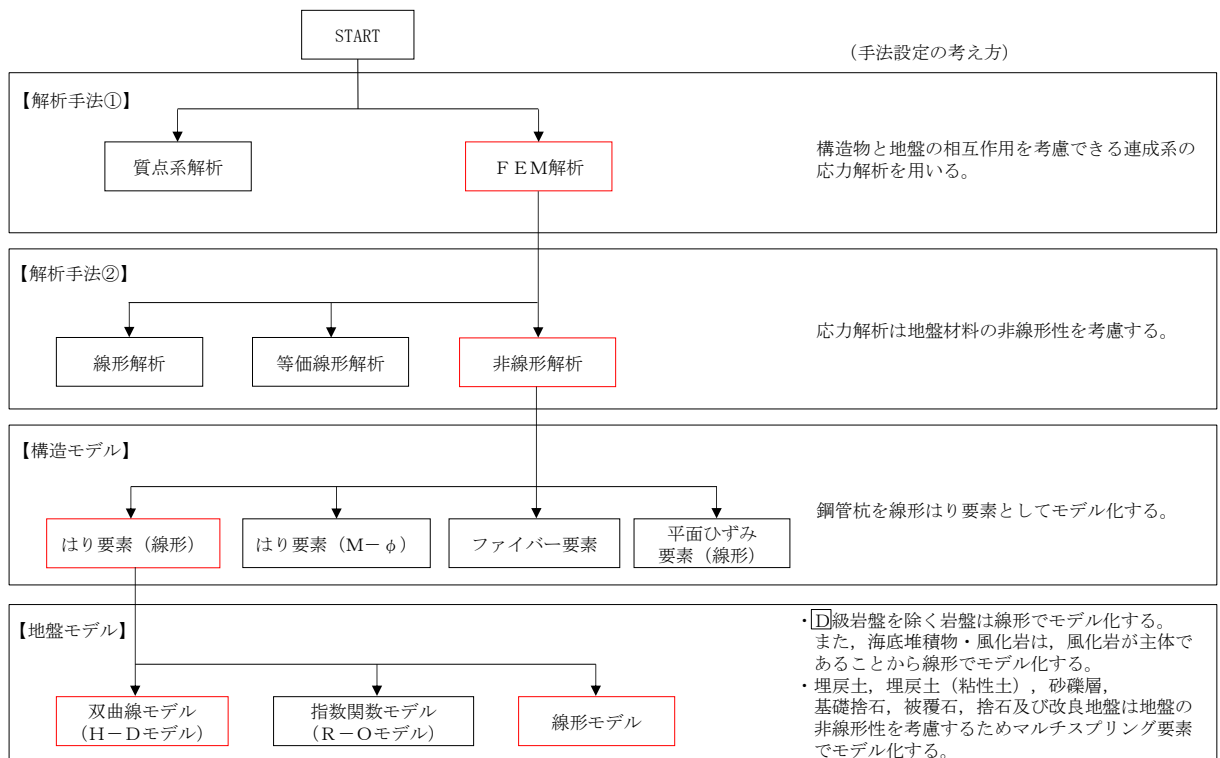 START
(手法設定の考え方)
【解析手法①】
質点系解析
ＦＥＭ解析
構造物と地盤の相互作用を考慮できる連成系の
応力解析を用いる。
【解析手法②】
線形解析
等価線形解析
非線形解析
応力解析は地盤材料の非線形性を考慮する。
【構造モデル】
はり要素（線形）
はり要素（Ｍ－φ）
ファイバー要素
平面ひずみ
要素（線形）
鋼管杭を線形はり要素としてモデル化する。
【地盤モデル】
双曲線モデル
（Ｈ－Ｄモデル）
指数関数モデル
（Ｒ－Ｏモデル）
線形モデル
・Ｄ級岩盤を除く岩盤は線形でモデル化する。
また，海底堆積物・風化岩は，風化岩が主体で
あることから線形でモデル化する。
・埋戻土，埋戻土（粘性土），砂礫層，
基礎捨石，被覆石，捨石及び改良地盤は地盤の
非線形性を考慮するためマルチスプリング要素
でモデル化する。